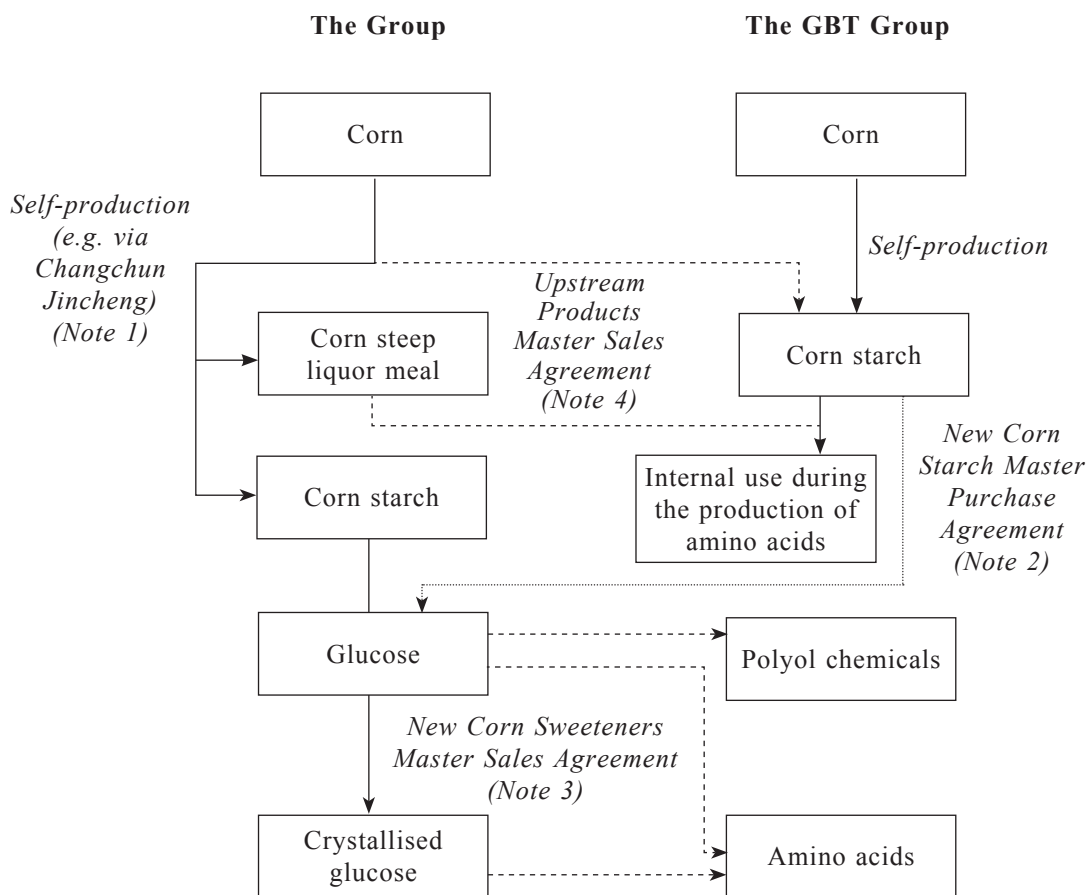 The Group
The GBT Group
Corn
Corn
Self-production
(e.g. via
Changchun
Jincheng)
(Note 1)
Self-production
Upstream
Products
Master Sales
Agreement
(Note 4)
Corn steep
liquor meal
Corn starch
New Corn
Starch Master
Purchase
Agreement
(Note 2)
Corn starch
Internal use during
the production of
amino acids
Glucose
Polyol chemicals
New Corn Sweeteners
Master Sales Agreement
(Note 3)
Crystallised
glucose
Amino acids